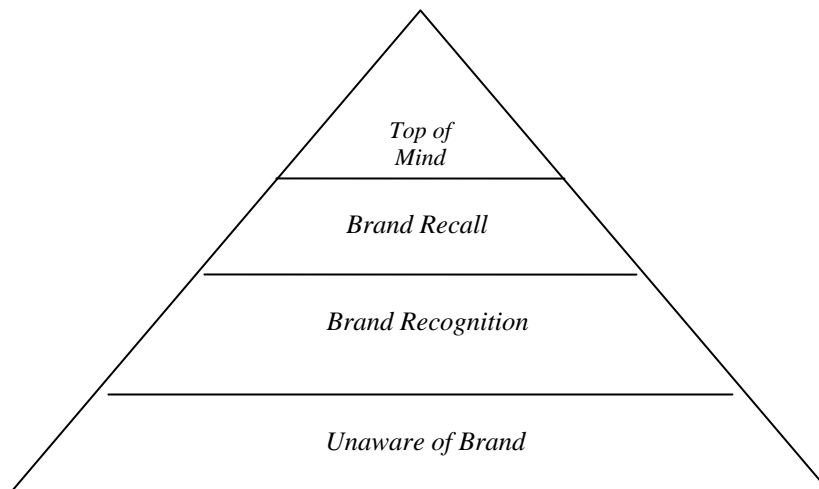 Top of
Mind
Brand Recall
Brand Recognition
Unaware of Brand